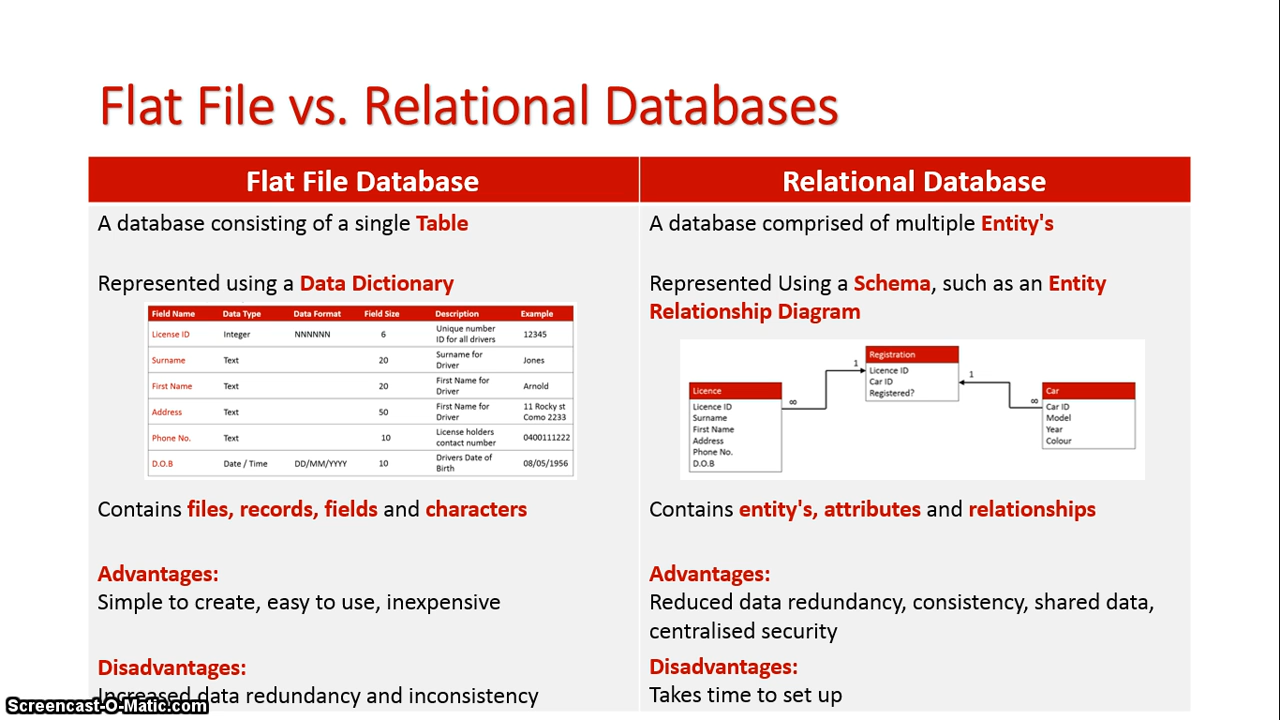 Flat File vs. Relational Databases
Flat File Database
A database consisting of a single Table
Represented using a Data Dictionary
Field Name Data Type Data Format Field Size Description Example
License ID Integer NNNNNN 6 Unique number ID for all drivers 12345
Surname Text 20 Surname for Driver Jones
First Name Text 20 First Name for Driver Arnold
Address Text 50 First Name for Driver 11 Rocky st Como 2233
Phone No. Text 10 License holders contact number 0400111222
D.O.B Date / Time DD/MM/YYYY 10 Drivers Date of Birth 08/05/1956
Contains files, records, fields and characters
Advantages:
Simple to create, easy to use, inexpensive
Disadvantages:
Increased data redundancy and inconsistency
Relational Database
A database comprised of multiple Entity's
Represented Using a Schema, such as an Entity
Relationship Diagram
Licence
Licence ID
Surname
First Name
Address
Phone No.
D.O.B
∞
1
Registration
Licence ID
Car ID
Registered?
1
∞
Car
Car ID
Model
Year
Colour
Contains entity's, attributes and relationships
Advantages:
Reduced data redundancy, consistency, shared data,
centralised security
Disadvantages:
Takes time to set up
Screencast-O-Matic.com